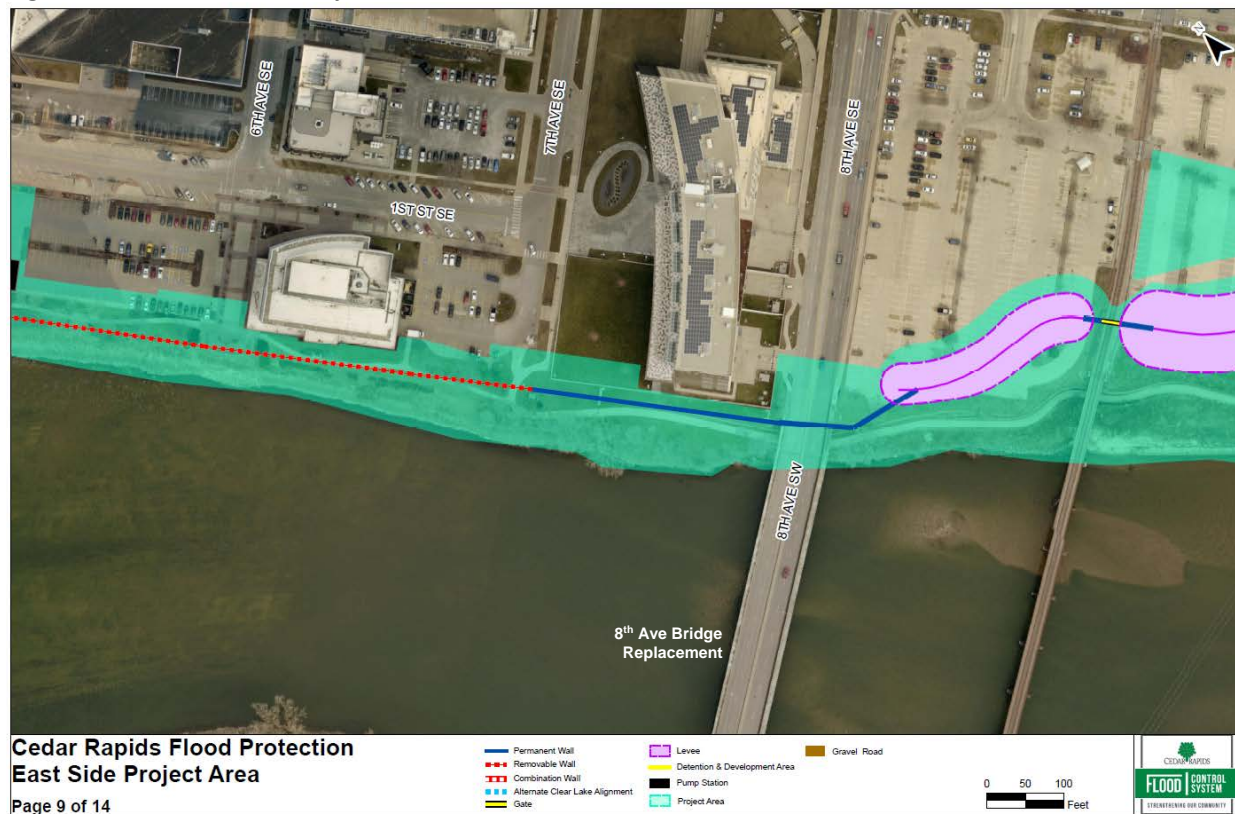 N
6TH AVE SE
7TH AVE SE
8TH AVE SE
1ST ST SE
8TH AVE SW
8th Ave Bridge
Replacement
Cedar Rapids Flood Protection
East Side Project Area
Page 9 of 14
Permanent Wall
Removable Wall
Combination Wall
Alternate Clear Lake Alignment
Gate
Levee
Detention & Development Area
Pump Station
Project Area
Gravel Road
0 50 100
Feet
CEDAR RAPIDS
FLOOD CONTROL SYSTEM
STRENGTHENING OUR COMMUNITY